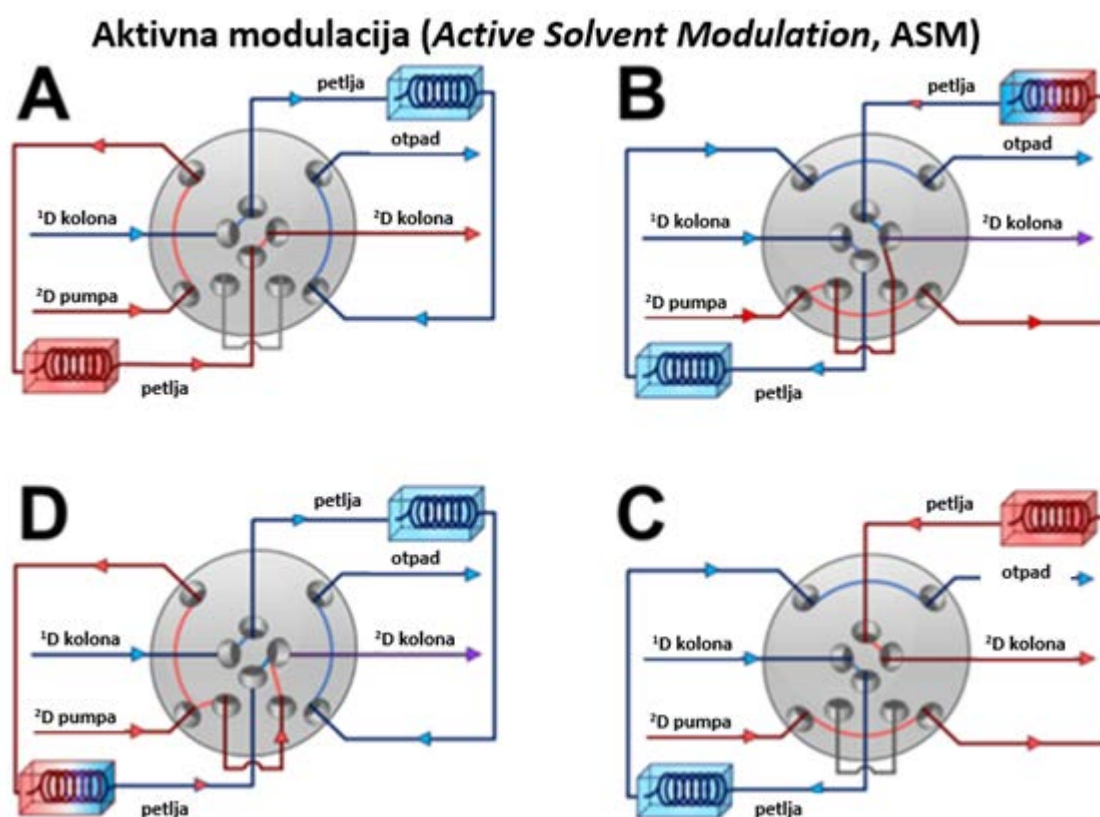 Aktivna modulacija (Active Solvent Modulation, ASM)
A
petlja
otpad
¹D kolona
²D kolona
²D pumpa
petlja
B
petlja
otpad
¹D kolona
²D kolona
²D pumpa
petlja
D
petlja
otpad
¹D kolona
²D kolona
²D pumpa
petlja
C
petlja
otpad
¹D kolona
²D kolona
²D pumpa
petlja